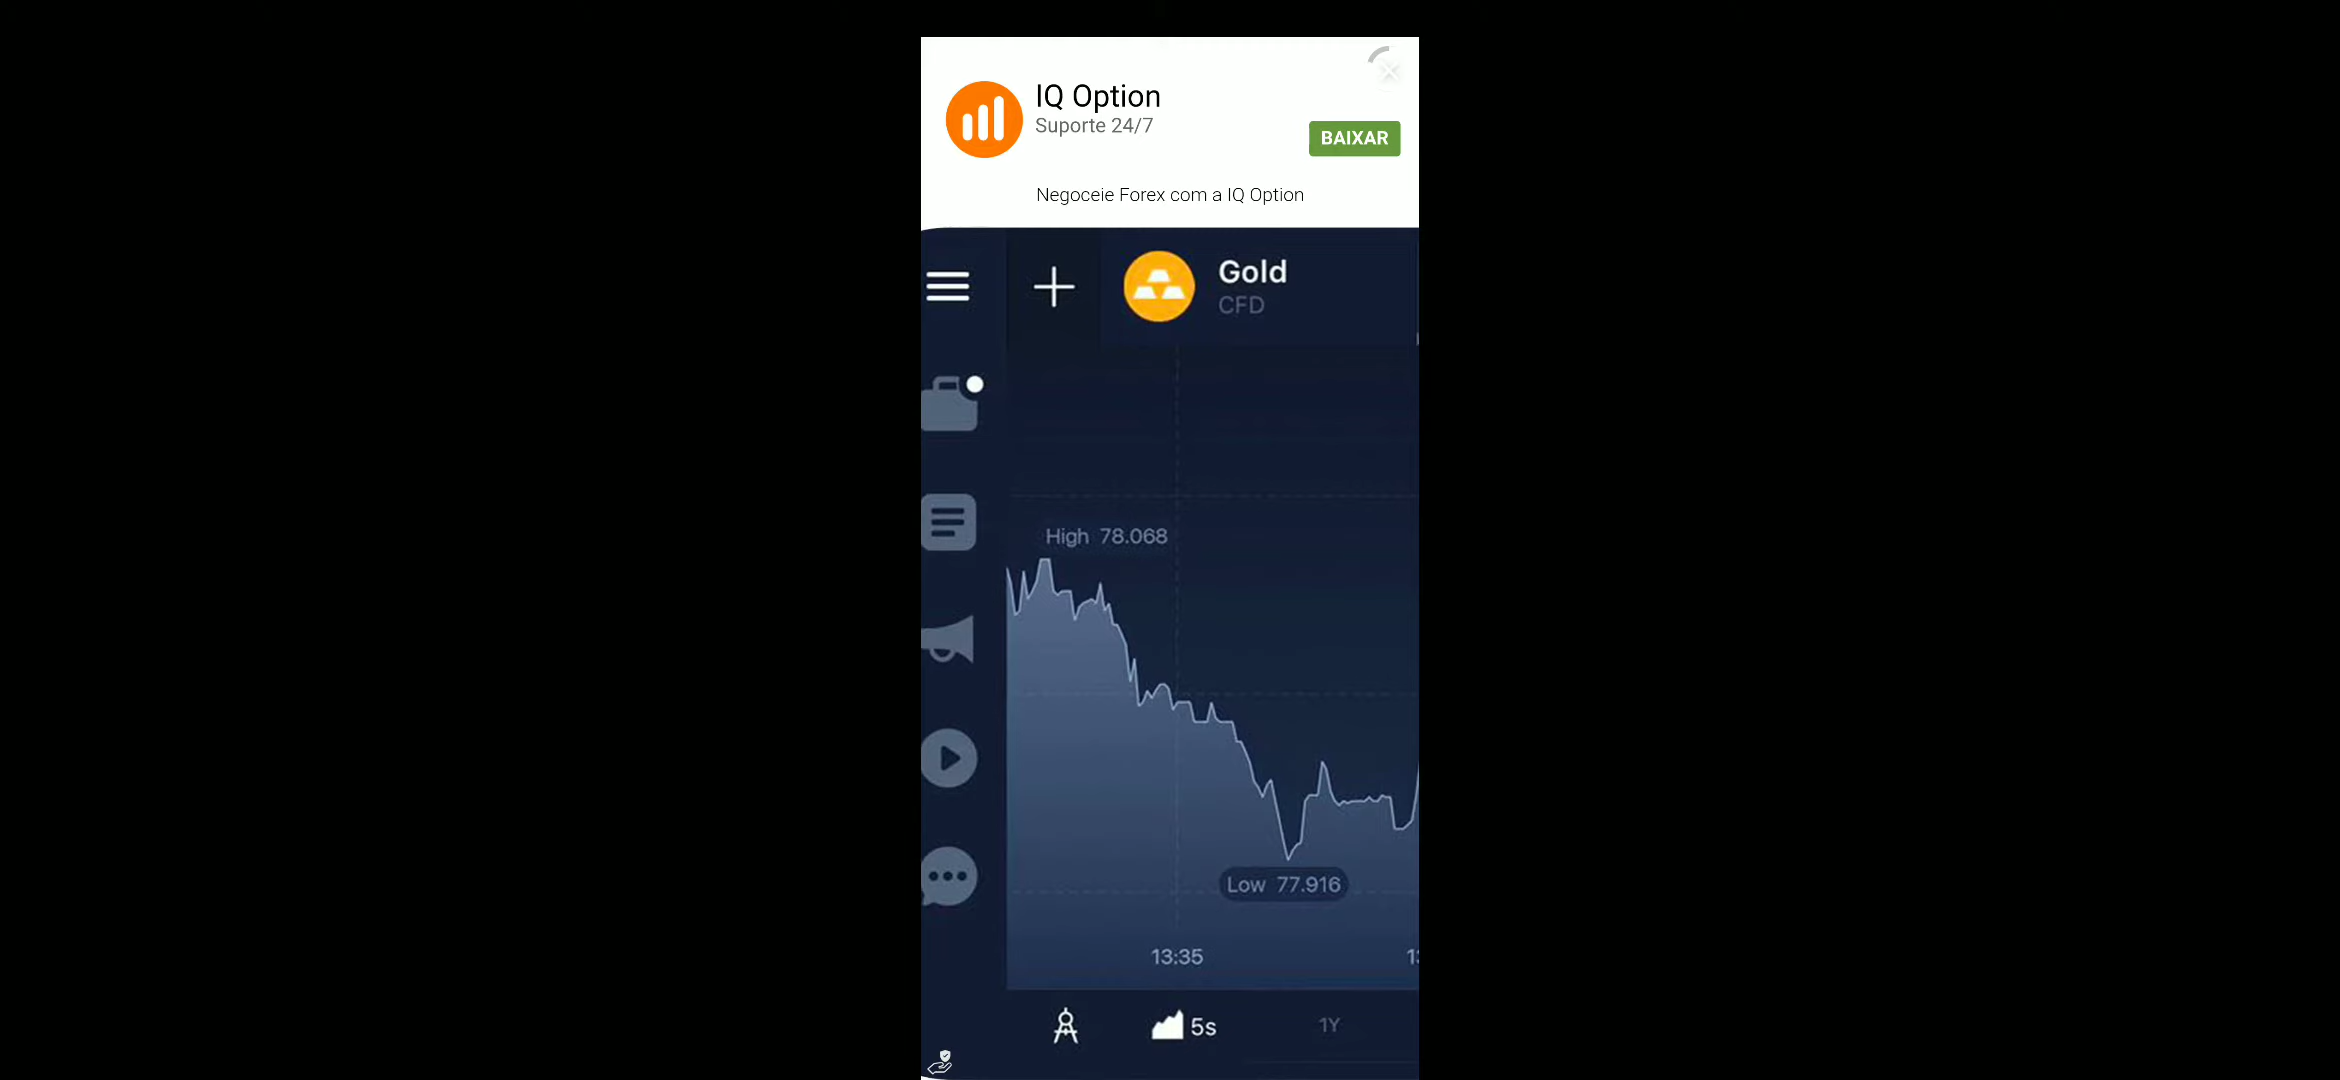 IQ Option
Suporte 24/7
BAIXAR
Negoceie Forex com a IQ Option
Gold
CFD
High 78.068
Low 77.916
13:35
5s
1Y